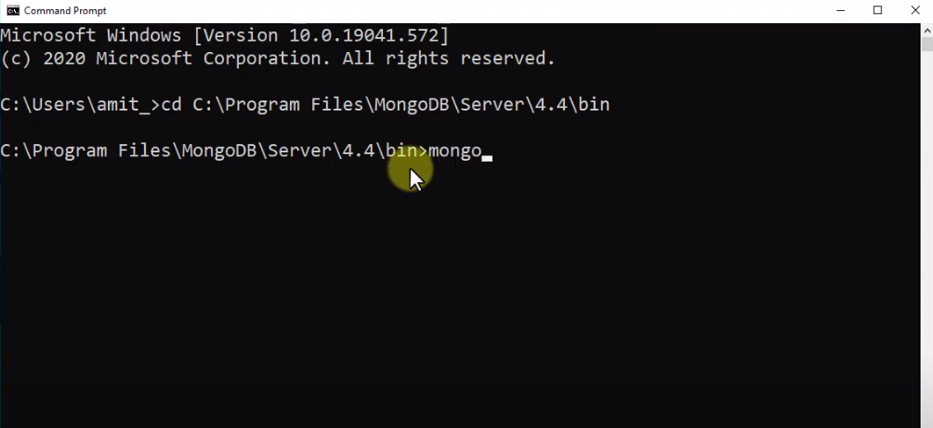 Command Prompt
Microsoft Windows [Version 10.0.19041.572]
(c) 2020 Microsoft Corporation. All rights reserved.
C:\Users\amit_>cd C:\Program Files\MongoDB\Server\4.4\bin
C:\Program Files\MongoDB\Server\4.4\bin>mongo